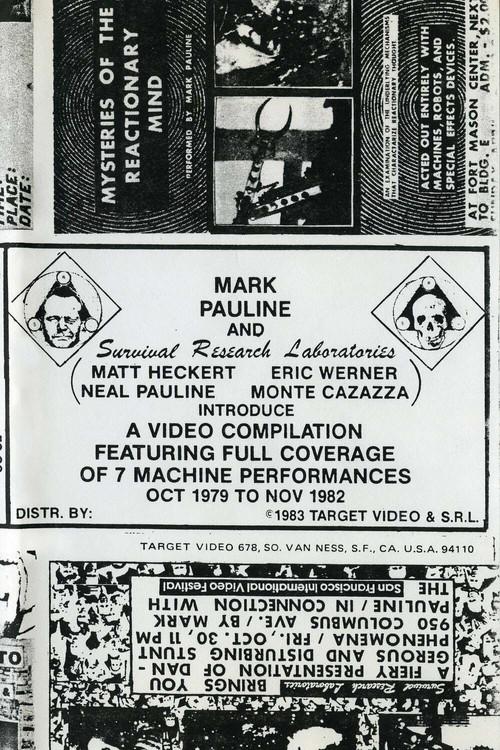 MYSTERIES OF THE
REACTIONARY
MIND
PERFORMED BY MARK PAULINE
AN EXAMINATION OF THE UNDERLYING MECHANISMS
THAT CHARACTERIZE REACTIONARY THOUGHT
ACTED OUT ENTIRELY WITH
MACHINES, ROBOTS, AND
SPECIAL EFFECTS DEVICES.
AT FORT MASON CENTER, NEXT
TO BLDG. E ADM. - $2.00
PLACE:
DATE:
MARK
PAULINE
AND
Survival Research Laboratories
(MATT HECKERT ERIC WERNER
NEAL PAULINE MONTE CAZAZZA)
INTRODUCE
A VIDEO COMPILATION
FEATURING FULL COVERAGE
OF 7 MACHINE PERFORMANCES
OCT 1979 TO NOV 1982
DISTR. BY: ©1983 TARGET VIDEO & S.R.L.
TARGET VIDEO 678, SO. VAN NESS, S.F., CA. U.S.A. 94110
Survival Research Laboratories BRINGS YOU
A FIERY PRESENTATION OF DAN-
GEROUS AND DISTURBING STUNT
PHENOMENA / FRI., OCT. 30, 11 PM
950 COLUMBUS AVE. / BY MARK
PAULINE / IN CONNECTION WITH
THE San Francisco International Video Festival
TO